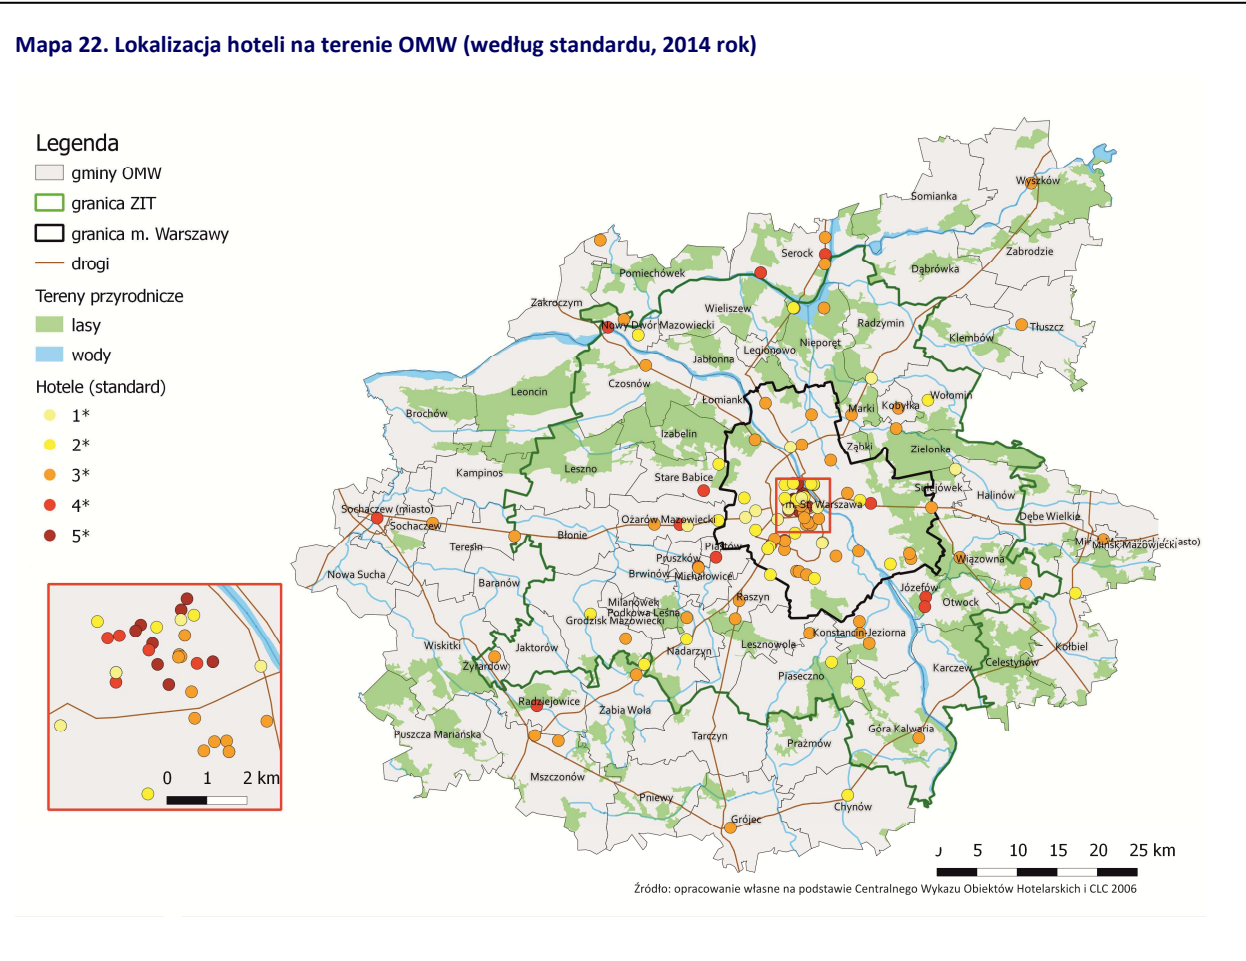 Mapa 22. Lokalizacja hoteli na terenie OMW (według standardu, 2014 rok)
Legenda
gminy OMW
granica ZIT
granica m. Warszawy
drogi
Tereny przyrodnicze
lasy
wody
Hotele (standard)
1*
2*
3*
4*
5*
Wyszków
Somianka
Zabrodzie
Serock
Dąbrówka
Pomiechówek
Zakroczym
Wieliszew
Nowy Dwór Mazowiecki
Radzymin
Tłuszcz
Klembów
Nieporęt
Legionowo
Jabłonna
Czosnów
Leoncin
Łomianki
Wołomin
Kobyłka
Marki
Brochów
Izabelin
Ząbki
Zielonka
Leszno
Kampinos
Stare Babice
Sulejówek
Halinów
m. St. Warszawa
Sochaczew (miasto)
Sochaczew
Ożarów Mazowiecki
Dębe Wielkie
Błonie
Teresin
Piastów
Mińsk Mazowiecki
Pruszków
Wiązowna
Brwinów
Michałowice
Nowa Sucha
Baranów
Józefów
Raszyn
Milanówek
Otwock
Podkowa Leśna
Grodzisk Mazowiecki
Konstancin-Jeziorna
Wiskitki
Jaktorów
Lesznowola
Kołbiel
Nadarzyn
Celestynów
Żyrardów
Karczew
Piaseczno
Radziejowice
Żabia Wola
Puszcza Mariańska
Tarczyn
Góra Kalwaria
Prażmów
Mszczonów
Pniewy
Chynów
Grójec
0 1 2 km
5 10 15 20 25 km
Źródło: opracowanie własne na podstawie Centralnego Wykazu Obiektów Hotelarskich i CLC 2006